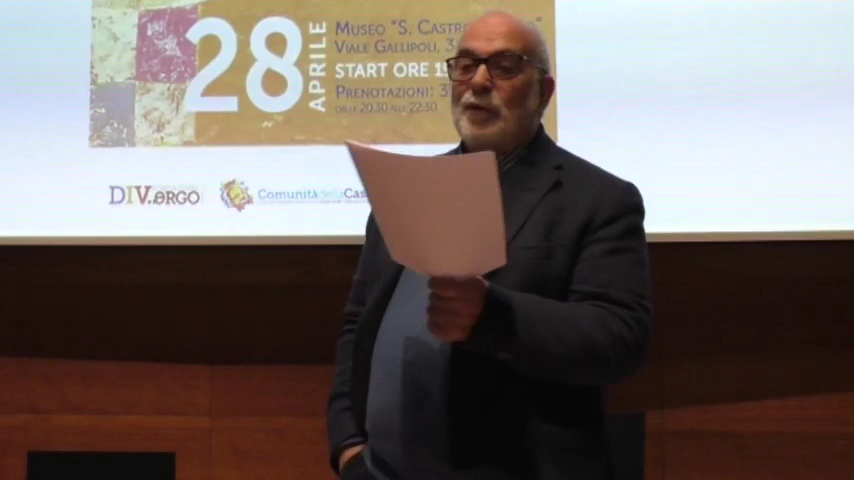 28
APRILE
MUSEO "S. CASTRO
VIALE GALLIPOLI, 3
START ORE 19
PRENOTAZIONI: 3
DALLE 20.30 ALLE 22.30
DIV.ERGO
Comunità della Cas